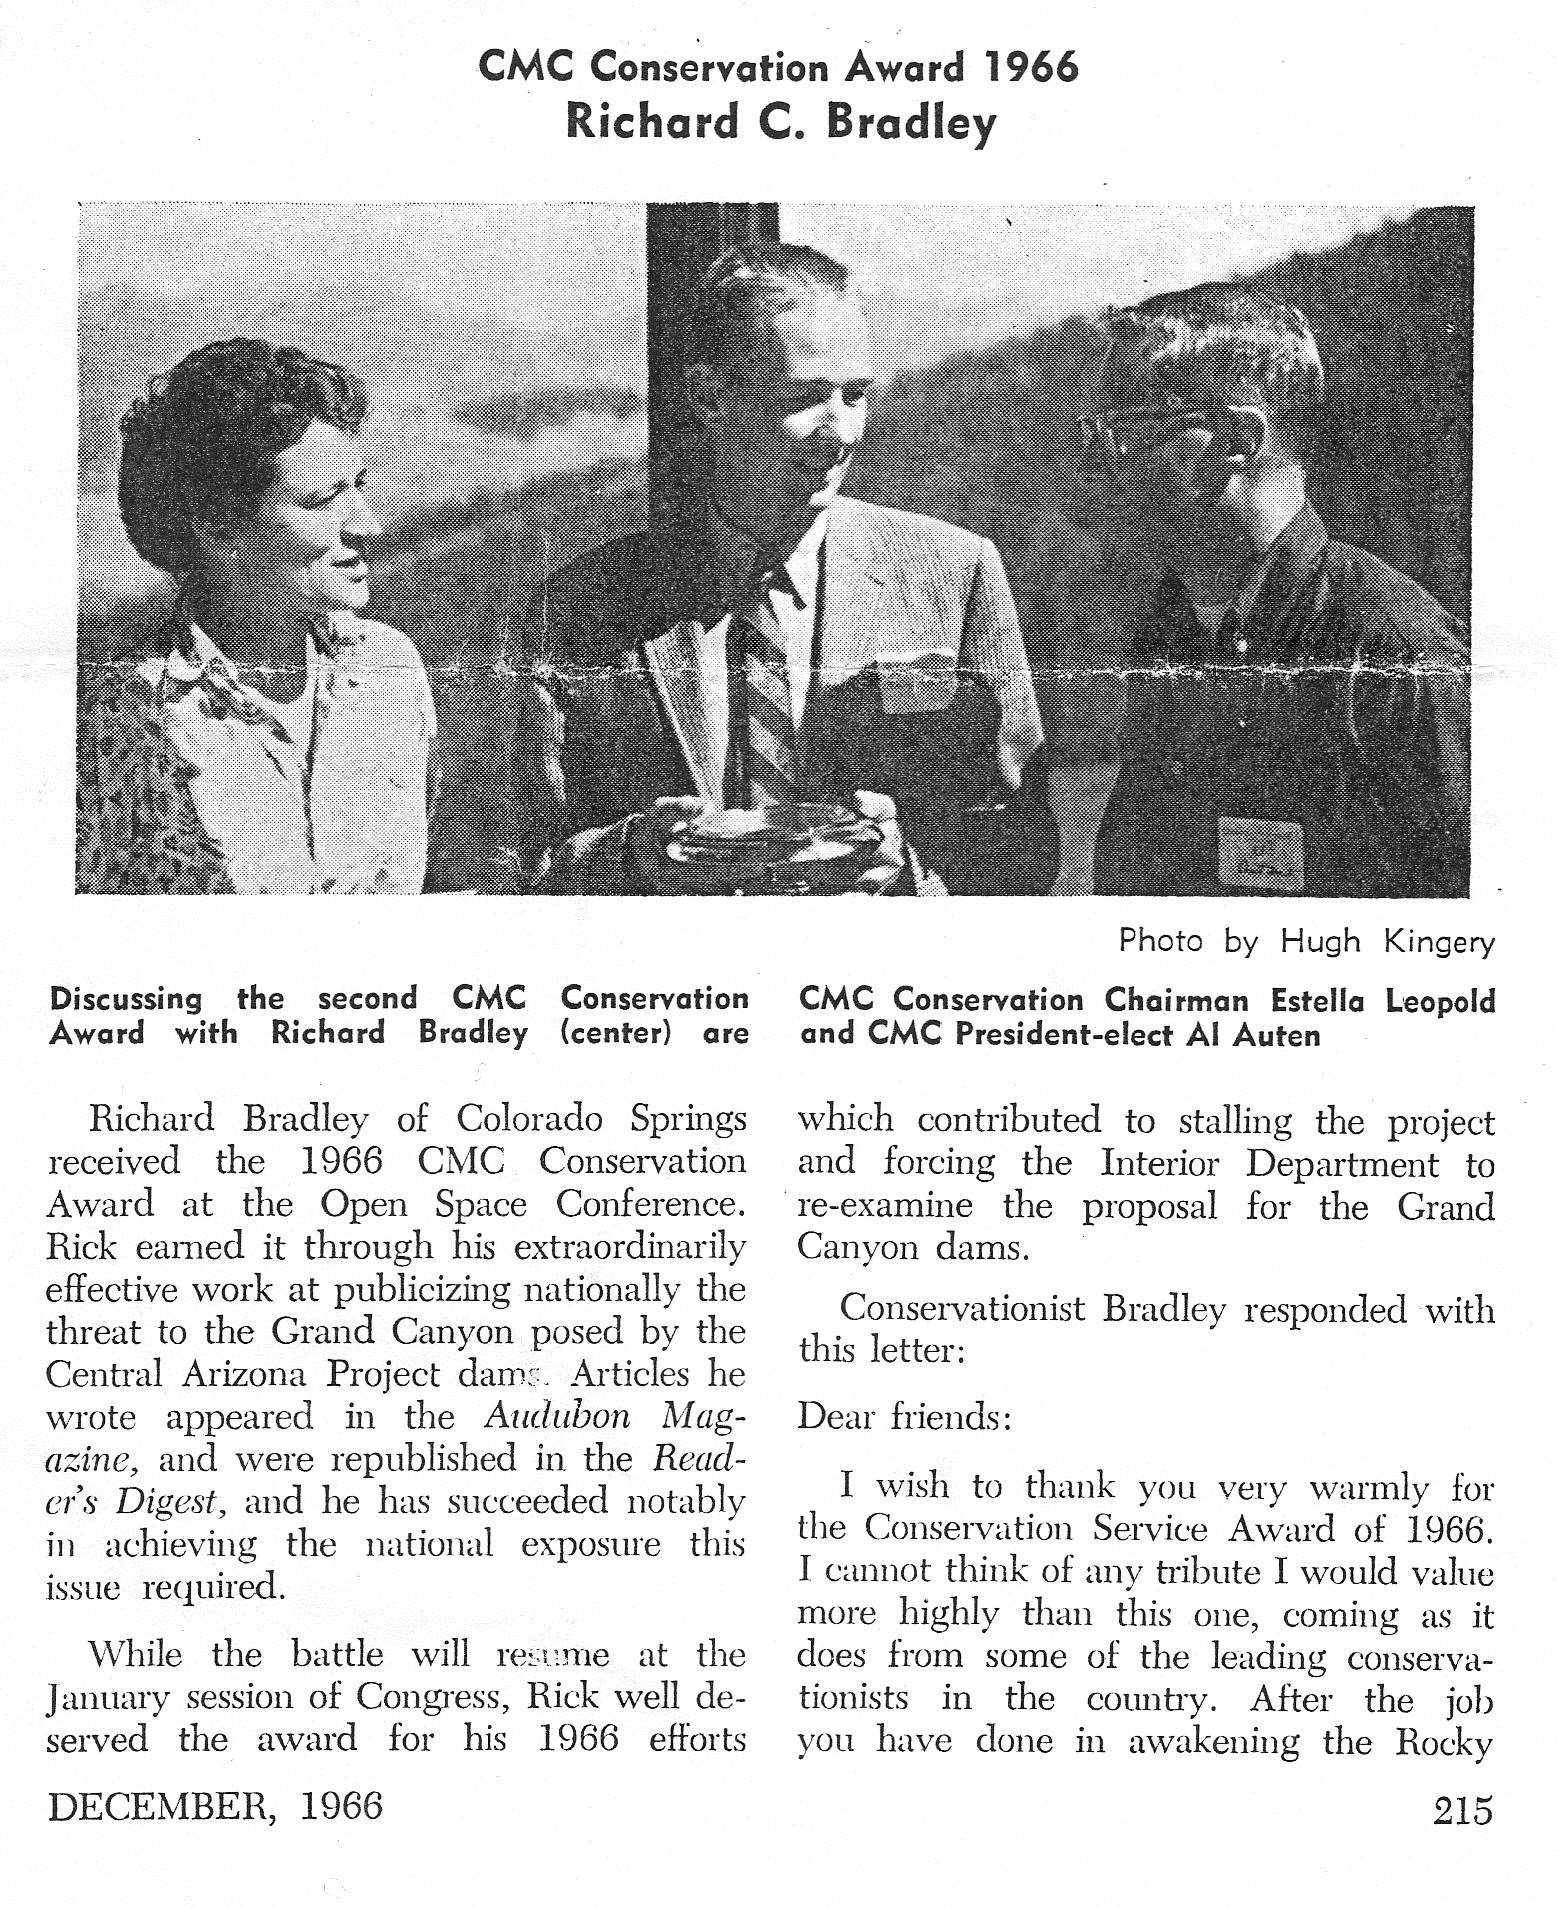 CMC Conservation Award 1966
Richard C. Bradley
Photo by Hugh Kingery
Discussing the second CMC Conservation
Award with Richard Bradley (center) are
CMC Conservation Chairman Estella Leopold
and CMC President-elect Al Auten
Richard Bradley of Colorado Springs
received the 1966 CMC Conservation
Award at the Open Space Conference.
Rick earned it through his extraordinarily
effective work at publicizing nationally the
threat to the Grand Canyon posed by the
Central Arizona Project dams. Articles he
wrote appeared in the Audubon Mag-
azine, and were republished in the Read-
er's Digest, and he has succeeded notably
in achieving the national exposure this
issue required.
While the battle will resume at the
January session of Congress, Rick well de-
served the award for his 1966 efforts
which contributed to stalling the project
and forcing the Interior Department to
re-examine the proposal for the Grand
Canyon dams.
Conservationist Bradley responded with
this letter:
Dear friends:
I wish to thank you very warmly for
the Conservation Service Award of 1966.
I cannot think of any tribute I would value
more highly than this one, coming as it
does from some of the leading conserva-
tionists in the country. After the job
you have done in awakening the Rocky
DECEMBER, 1966
215